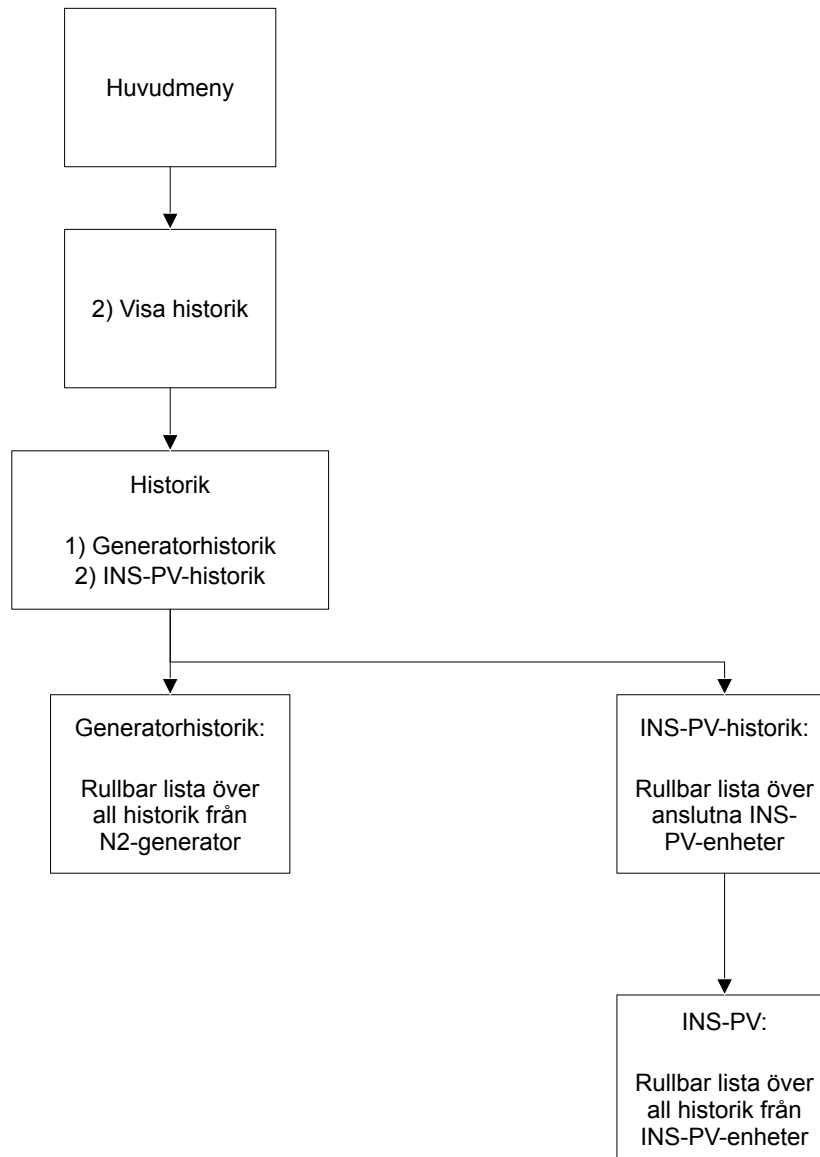 Huvudmeny
2) Visa historik
Historik
1) Generatorhistorik
2) INS-PV-historik
Generatorhistorik:
Rullbar lista över
all historik från
N2-generator
INS-PV-historik:
Rullbar lista över
anslutna INS-
PV-enheter
INS-PV:
Rullbar lista över
all historik från
INS-PV-enheter